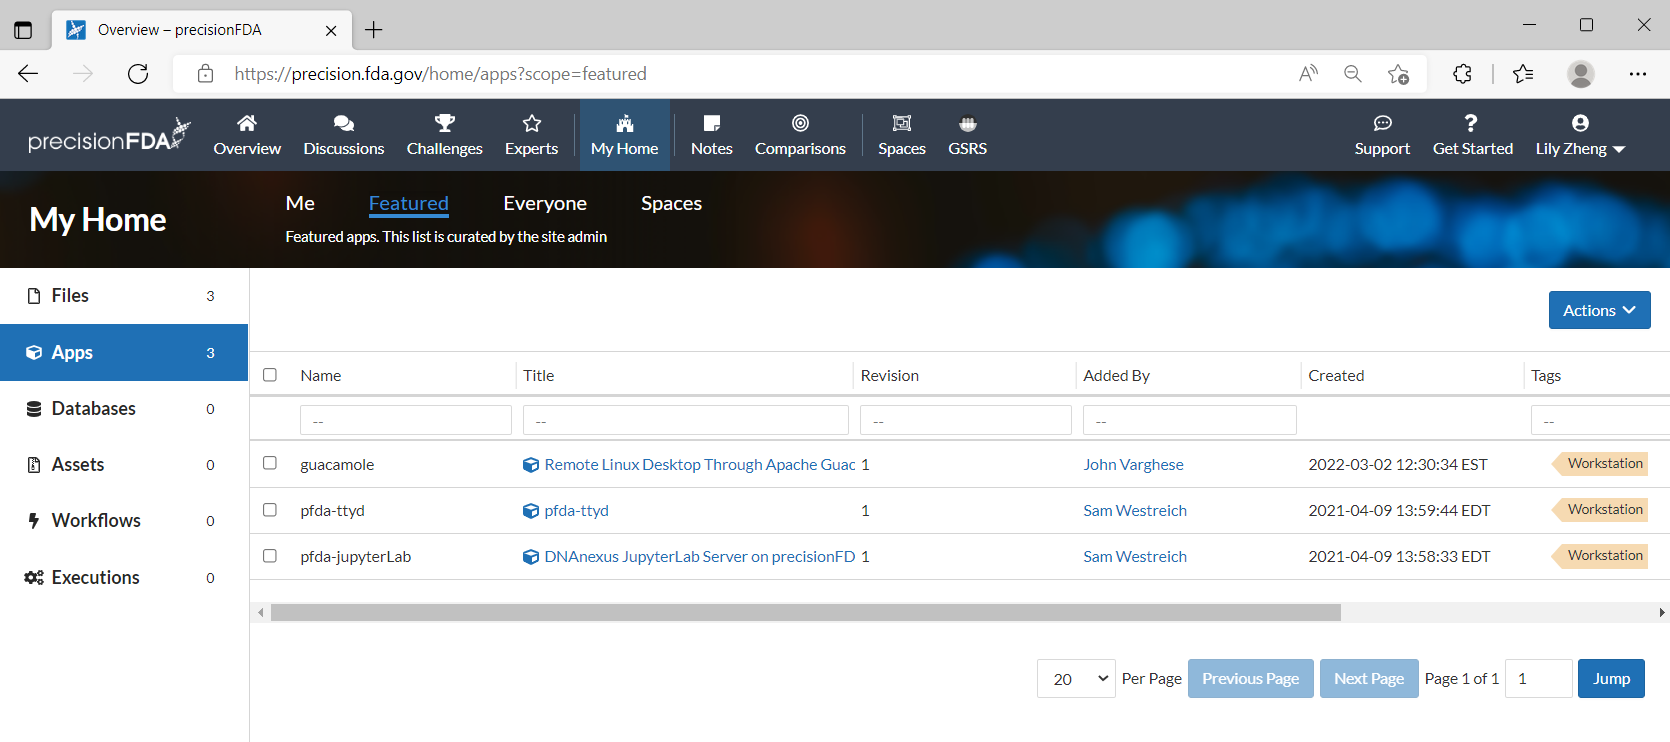 Overview – precisionFDA
https://precision.fda.gov/home/apps?scope=featured
precisionFDA Overview Discussions Challenges Experts My Home Notes Comparisons Spaces GSRS Support Get Started Lily Zheng
My Home
Me Featured Everyone Spaces
Featured apps. This list is curated by the site admin
Files 3
Apps 3
Databases 0
Assets 0
Workflows 0
Executions 0
Actions
Name Title Revision Added By Created Tags
-- -- -- -- --
guacamole Remote Linux Desktop Through Apache Guac 1 John Varghese 2022-03-02 12:30:34 EST Workstation
pfda-ttyd pfda-ttyd 1 Sam Westreich 2021-04-09 13:59:44 EDT Workstation
pfda-jupyterLab DNAnexus JupyterLab Server on precisionFD 1 Sam Westreich 2021-04-09 13:58:33 EDT Workstation
20 Per Page Previous Page Next Page Page 1 of 1 1 Jump